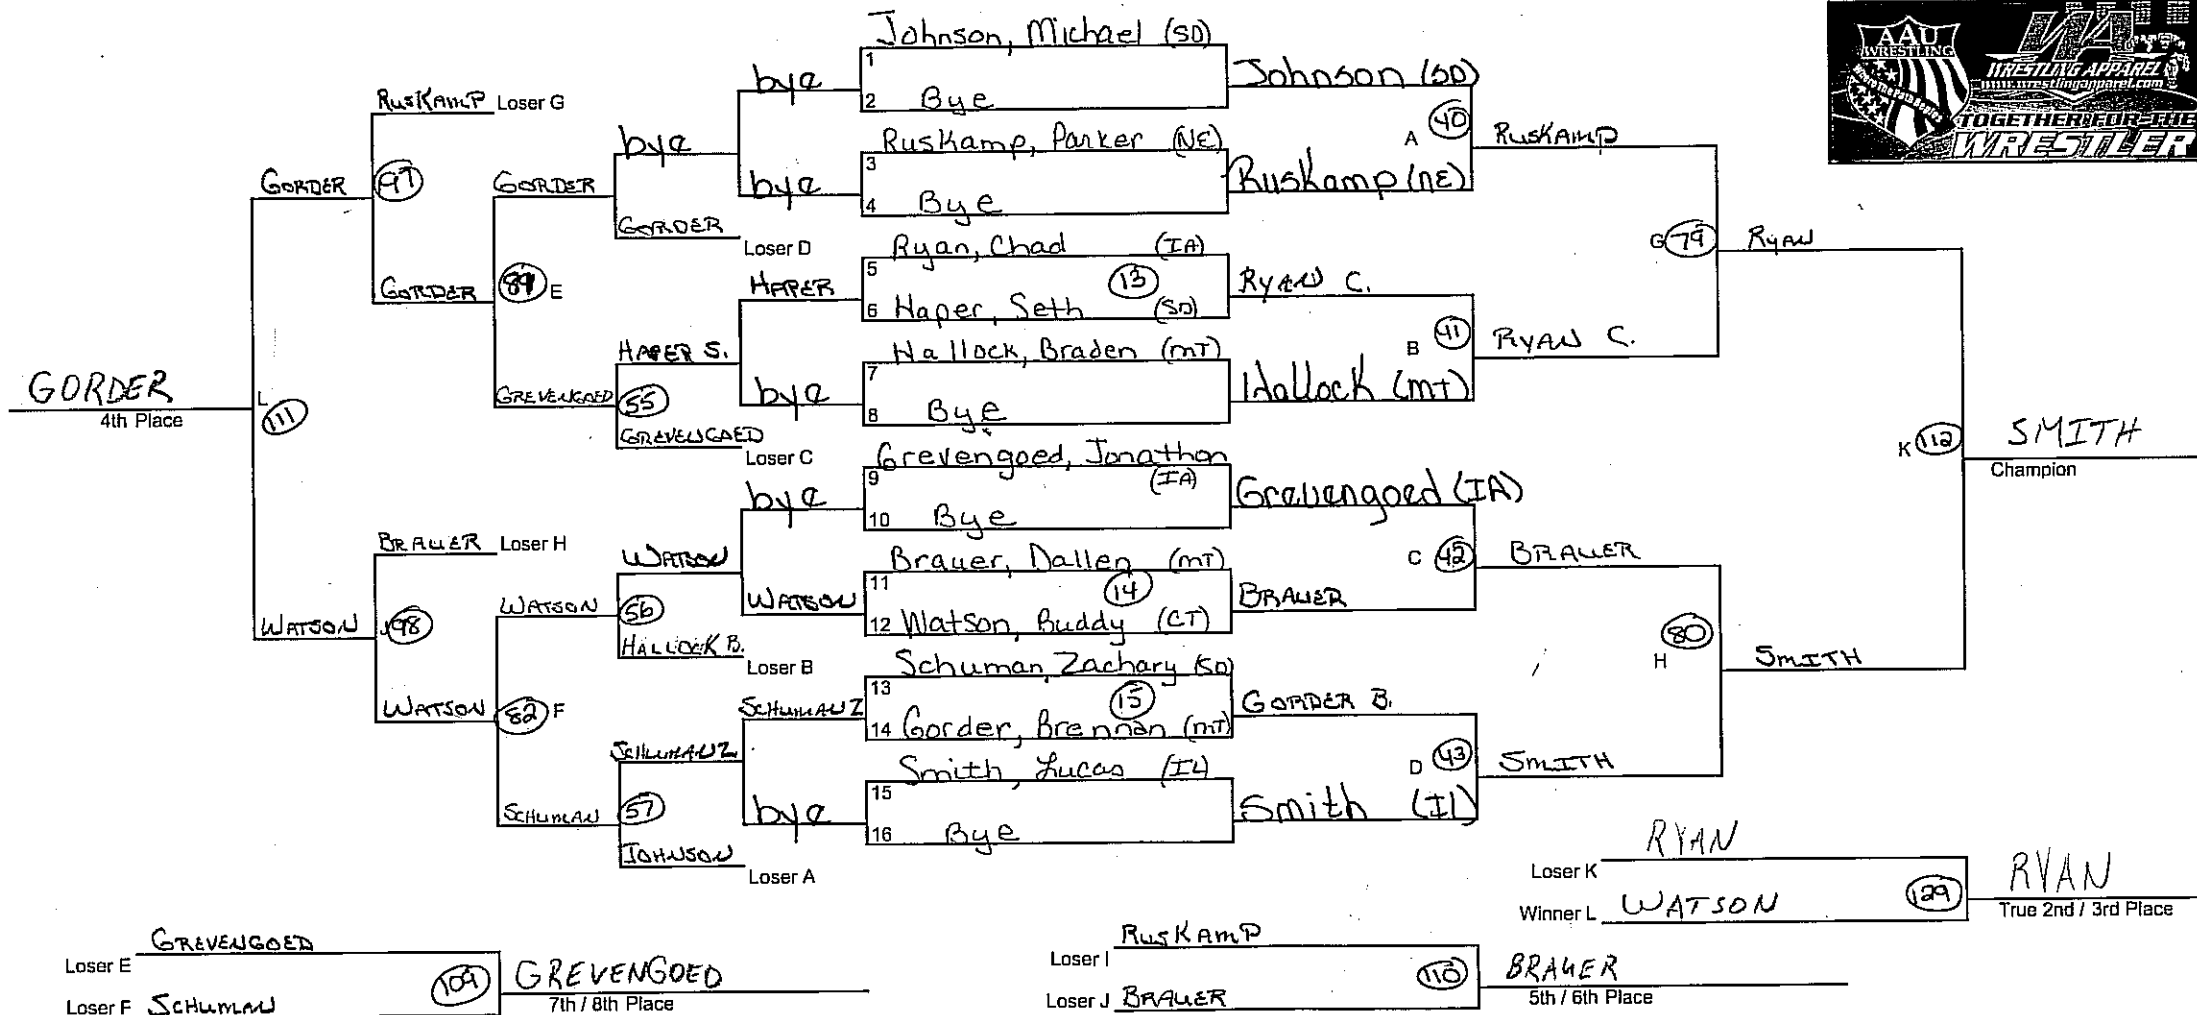 AAU
WRESTLING
WA
WRESTLING APPAREL
www.wrestlingapparel.com
TOGETHER FOR THE
WRESTLER
RUSKAMP Loser G
GORDER
97
GORDER
GORDER
89 E
GREVENGOED
bye
GORDER
Loser D
HAPER S.
55
GREVENGOED
Loser C
bye
bye
HAPER
bye
GORDER
4th Place
L
111
WATSON
BRAUER Loser H
J 98
WATSON
WATSON
82 F
SCHUMAN
WATSON
56
HALLOCK B.
Loser B
SCHUMAN Z
57
JOHNSON
Loser A
bye
WATSON
SCHUMAN Z
bye
Johnson, Michael (SD)
1
2 Bye
Ruskamp, Parker (NE)
3
4 Bye
Ryan, Chad (IA)
5
13
6 Haper, Seth (SD)
Hallock, Braden (MT)
7
8 Bye
Grevengoed, Jonathon
9 (IA)
10 Bye
Brauer, Dallen (MT)
11
14
12 Watson, Buddy (CT)
Schuman, Zachary (SD)
13
15
14 Gorder, Brennan (MT)
Smith, Lucas (IL)
15
16 Bye
Johnson (SD)
A 40
Ruskamp (NE)
RYAN C.
B 41
Hallock (MT)
Grevengoed (IA)
C 42
BRAUER
GORDER B.
D 43
Smith (IL)
RUSKAMP
G 79
RYAN C.
BRAUER
80
H
SMITH
RYAN
K 112
SMITH
SMITH
Champion
Loser K RYAN
129
Winner L WATSON
RYAN
True 2nd / 3rd Place
Loser E GREVENGOED
109
Loser F SCHUMAN
GREVENGOED
7th / 8th Place
Loser I RUSKAMP
110
Loser J BRAUER
BRAUER
5th / 6th Place